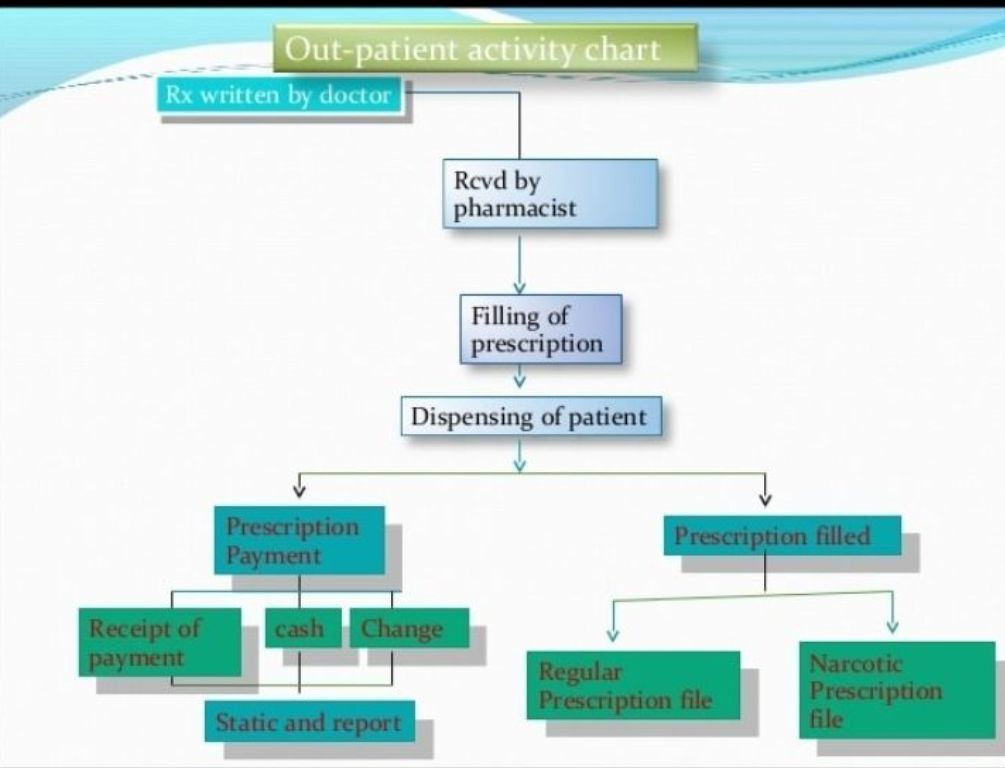 Out-patient activity chart
Rx written by doctor
Rcvd by
pharmacist
Filling of
prescription
Dispensing of patient
Prescription
Payment
Prescription filled
Receipt of
payment
cash
Change
Regular
Prescription file
Narcotic
Prescription
file
Static and report